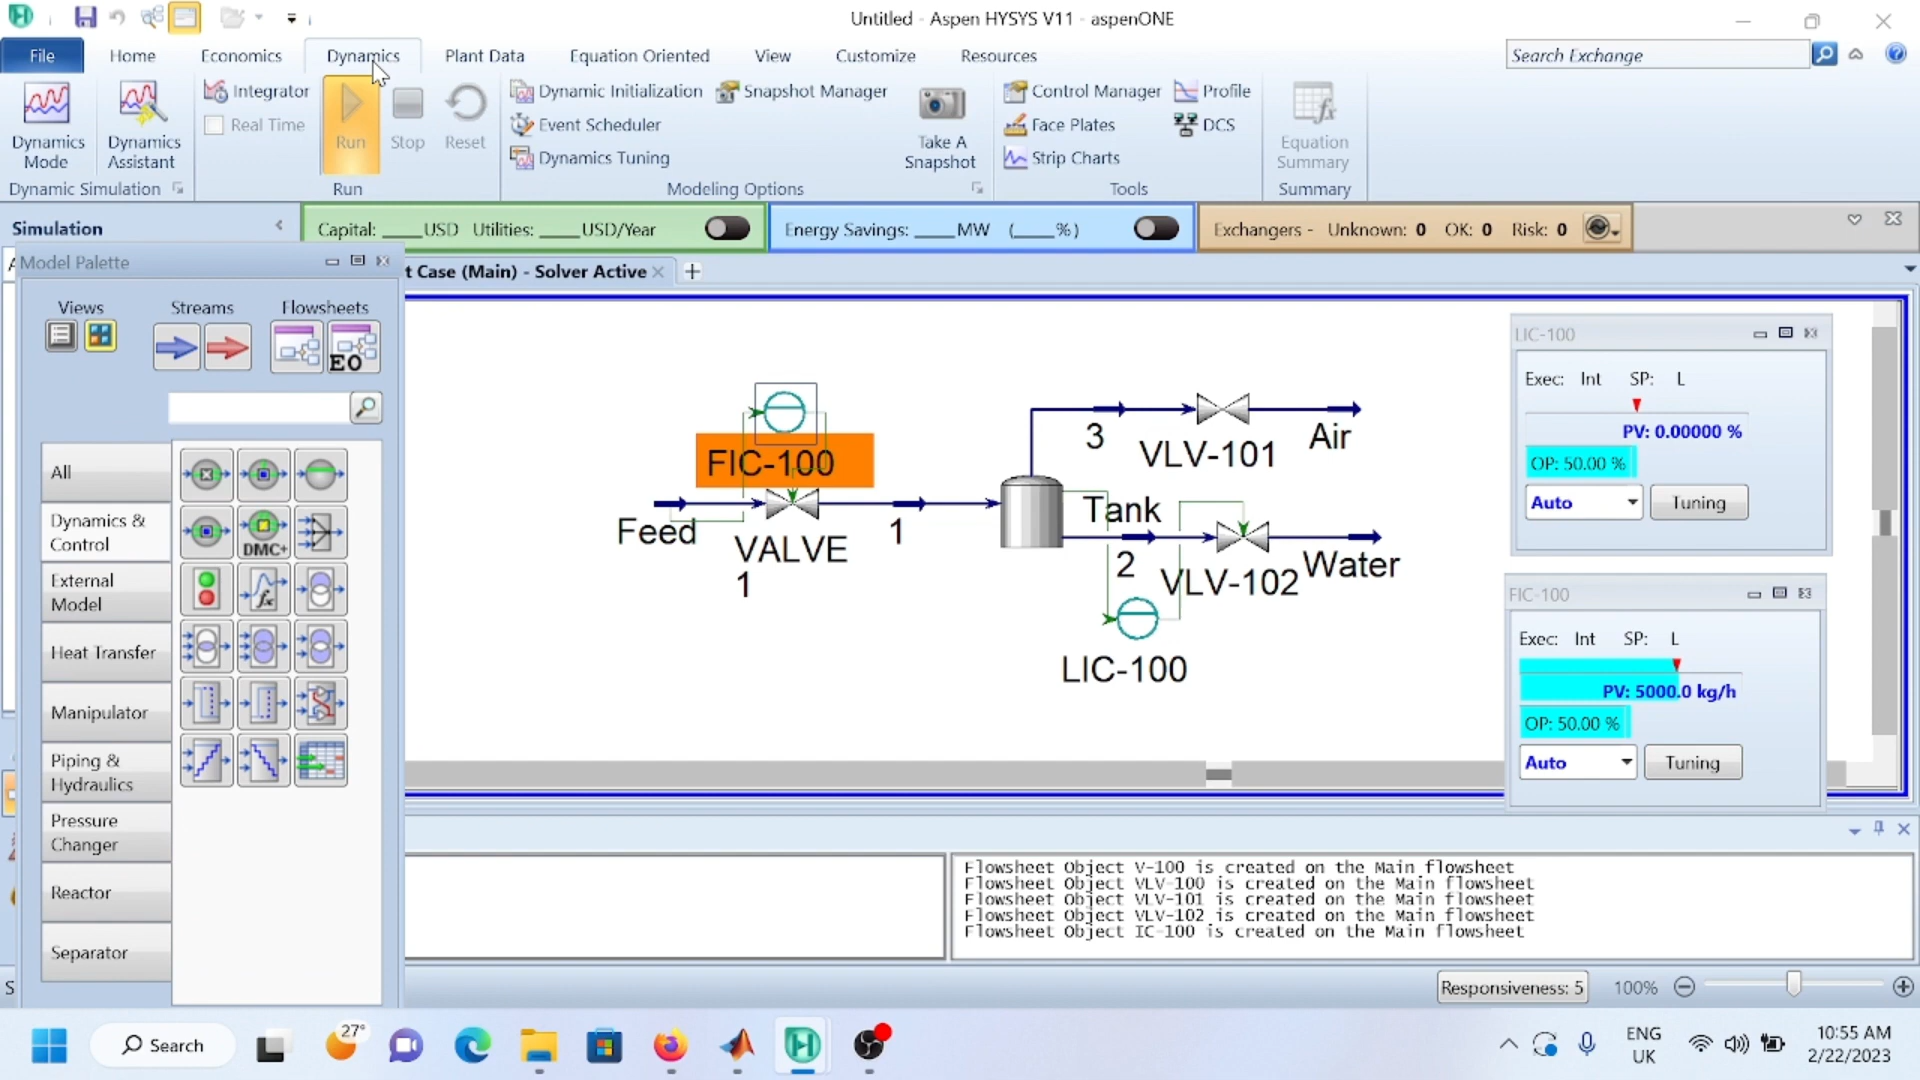 Untitled - Aspen HYSYS V11 - aspenONE
File
Home
Economics
Dynamics
Plant Data
Equation Oriented
View
Customize
Resources
Search Exchange
Dynamics
Mode
Dynamics
Assistant
Dynamic Simulation
Integrator
Real Time
Run
Stop
Reset
Run
Dynamic Initialization
Snapshot Manager
Event Scheduler
Dynamics Tuning
Take A
Snapshot
Modeling Options
Control Manager
Profile
Face Plates
DCS
Strip Charts
Tools
Equation
Summary
Summary
Simulation
Capital: ____USD Utilities: ____USD/Year
Energy Savings: ____MW (____%)
Exchangers - Unknown: 0 OK: 0 Risk: 0
Model Palette
t Case (Main) - Solver Active
Views
Streams
Flowsheets
EO
All
Dynamics &
Control
External
Model
Heat Transfer
Manipulator
Piping &
Hydraulics
Pressure
Changer
Reactor
Separator
DMC+
FIC-100
Feed
VALVE
1
1
3
VLV-101
Air
Tank
2
VLV-102
Water
LIC-100
LIC-100
Exec: Int SP: L
PV: 0.00000 %
OP: 50.00 %
Auto
Tuning
FIC-100
Exec: Int SP: L
PV: 5000.0 kg/h
OP: 50.00 %
Auto
Tuning
Flowsheet Object V-100 is created on the Main flowsheet
Flowsheet Object VLV-100 is created on the Main flowsheet
Flowsheet Object VLV-101 is created on the Main flowsheet
Flowsheet Object VLV-102 is created on the Main flowsheet
Flowsheet Object IC-100 is created on the Main flowsheet
Responsiveness: 5
100%
Search
27°
ENG
UK
10:55 AM
2/22/2023